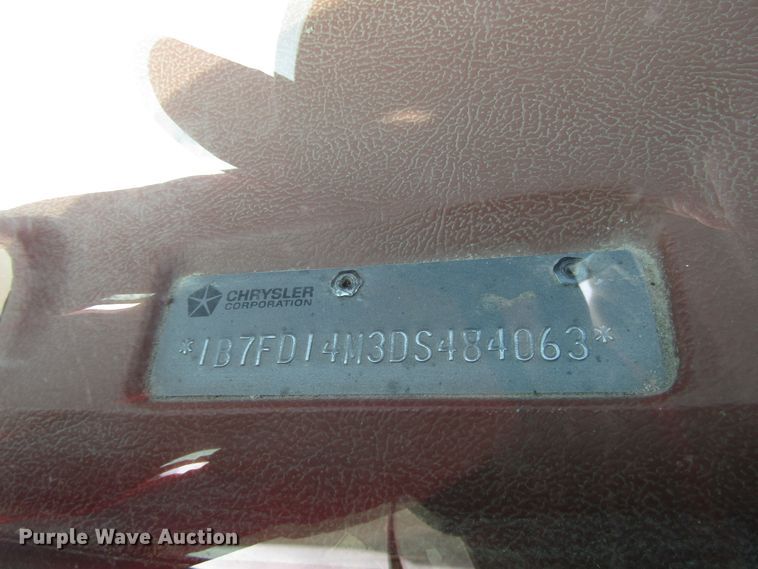 CHRYSLER
CORPORATION
*1B7FD14M3DS484063*
Purple Wave Auction